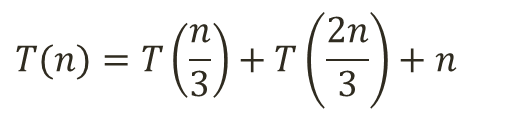 T(n) = T(n/3) + T(2n/3) + n